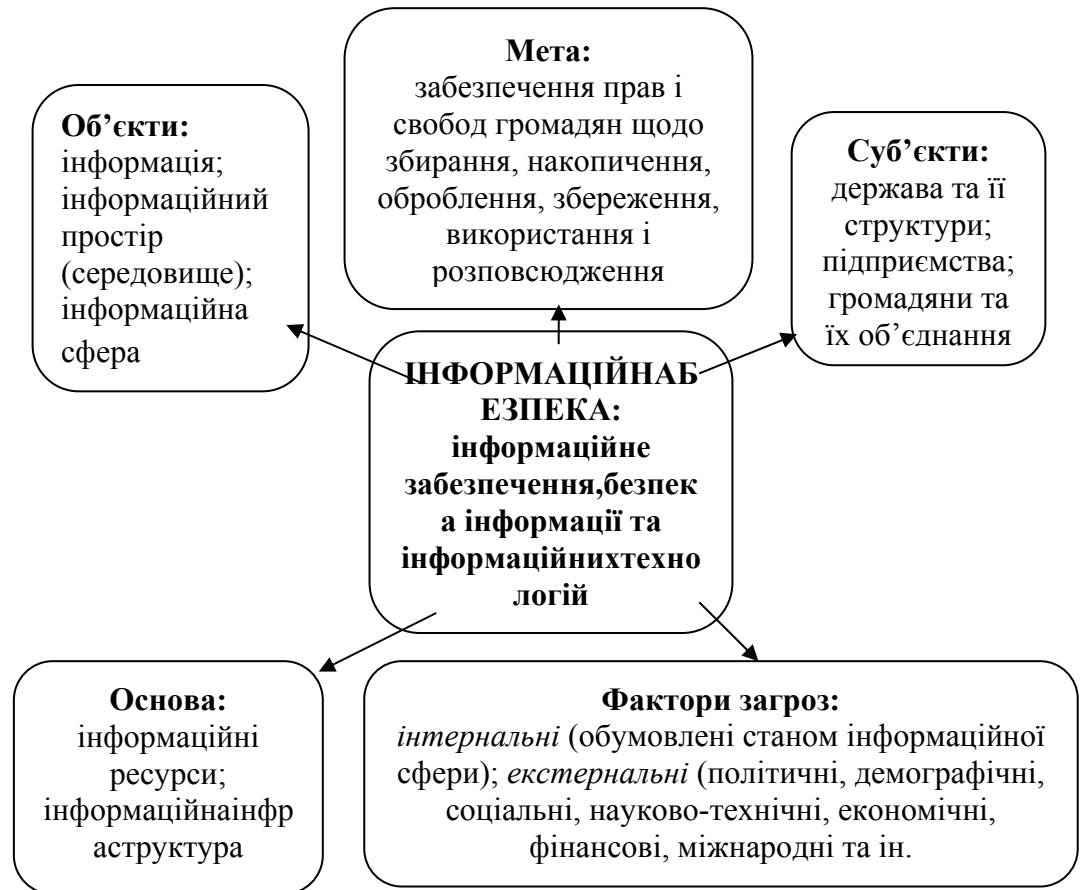 Об’єкти:
інформація;
інформаційний
простір
(середовище);
інформаційна
сфера
Мета:
забезпечення прав і
свобод громадян щодо
збирання, накопичення,
оброблення, збереження,
використання і
розповсюдження
Суб’єкти:
держава та її
структури;
підприємства;
громадяни та
їх об’єднання
ІНФОРМАЦІЙНАБ
ЕЗПЕКА:
інформаційне
забезпечення,безпек
а інформації та
інформаційнихтехно
логій
Основа:
інформаційні
ресурси;
інформаційнаінфр
аструктура
Фактори загроз:
інтернальні (обумовлені станом інформаційної
сфери); екстернальні (політичні, демографічні,
соціальні, науково-технічні, економічні,
фінансові, міжнародні та ін.